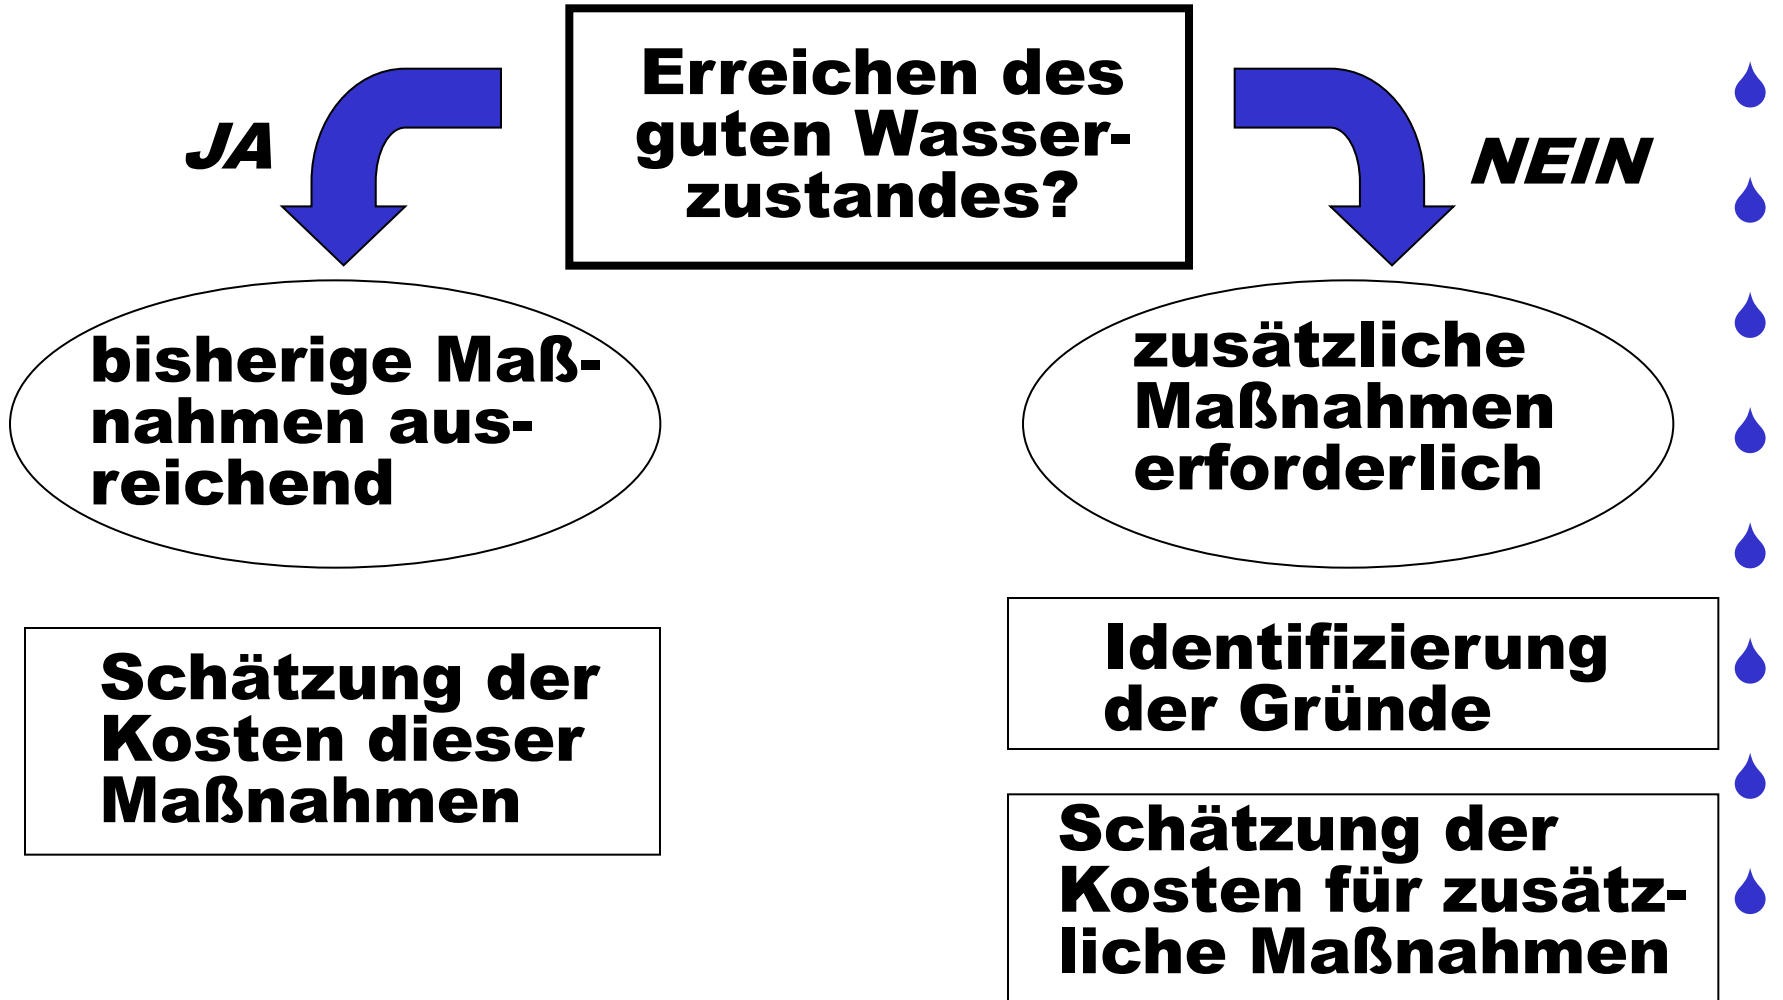 Erreichen des
guten Wasser-
zustandes?
JA
NEIN
bisherige Maß-
nahmen aus-
reichend
zusätzliche
Maßnahmen
erforderlich
Schätzung der
Kosten dieser
Maßnahmen
Identifizierung
der Gründe
Schätzung der
Kosten für zusätz-
liche Maßnahmen